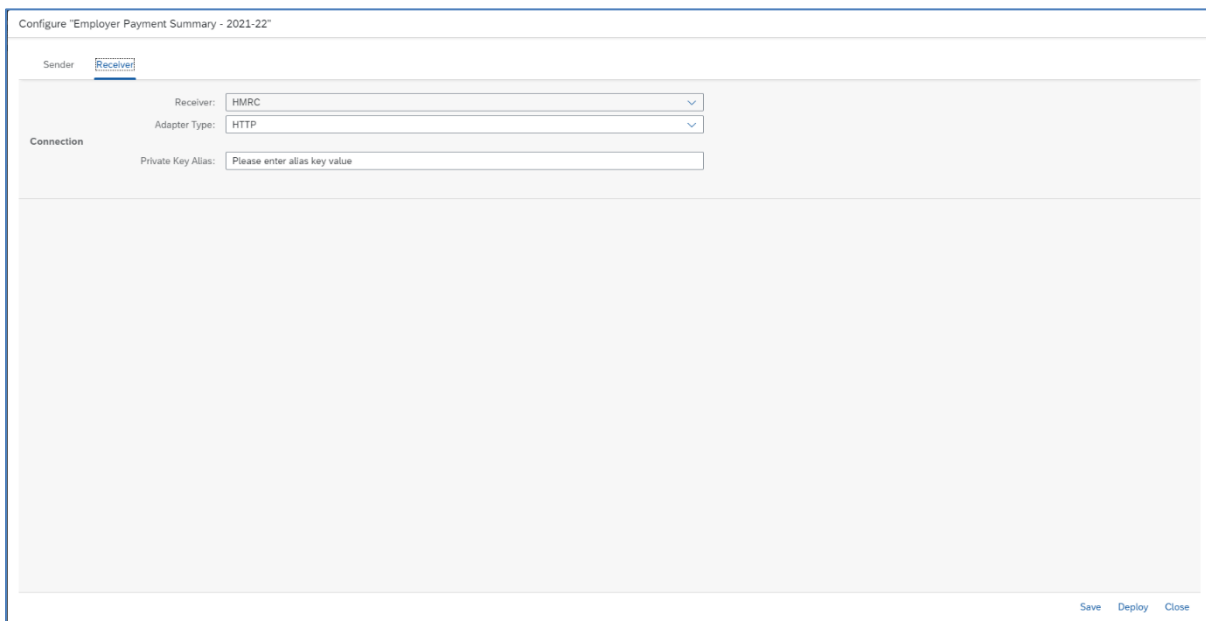 Configure "Employer Payment Summary - 2021-22"
Sender Receiver
Receiver: HMRC
Adapter Type: HTTP
Connection
Private Key Alias: Please enter alias key value
Save Deploy Close